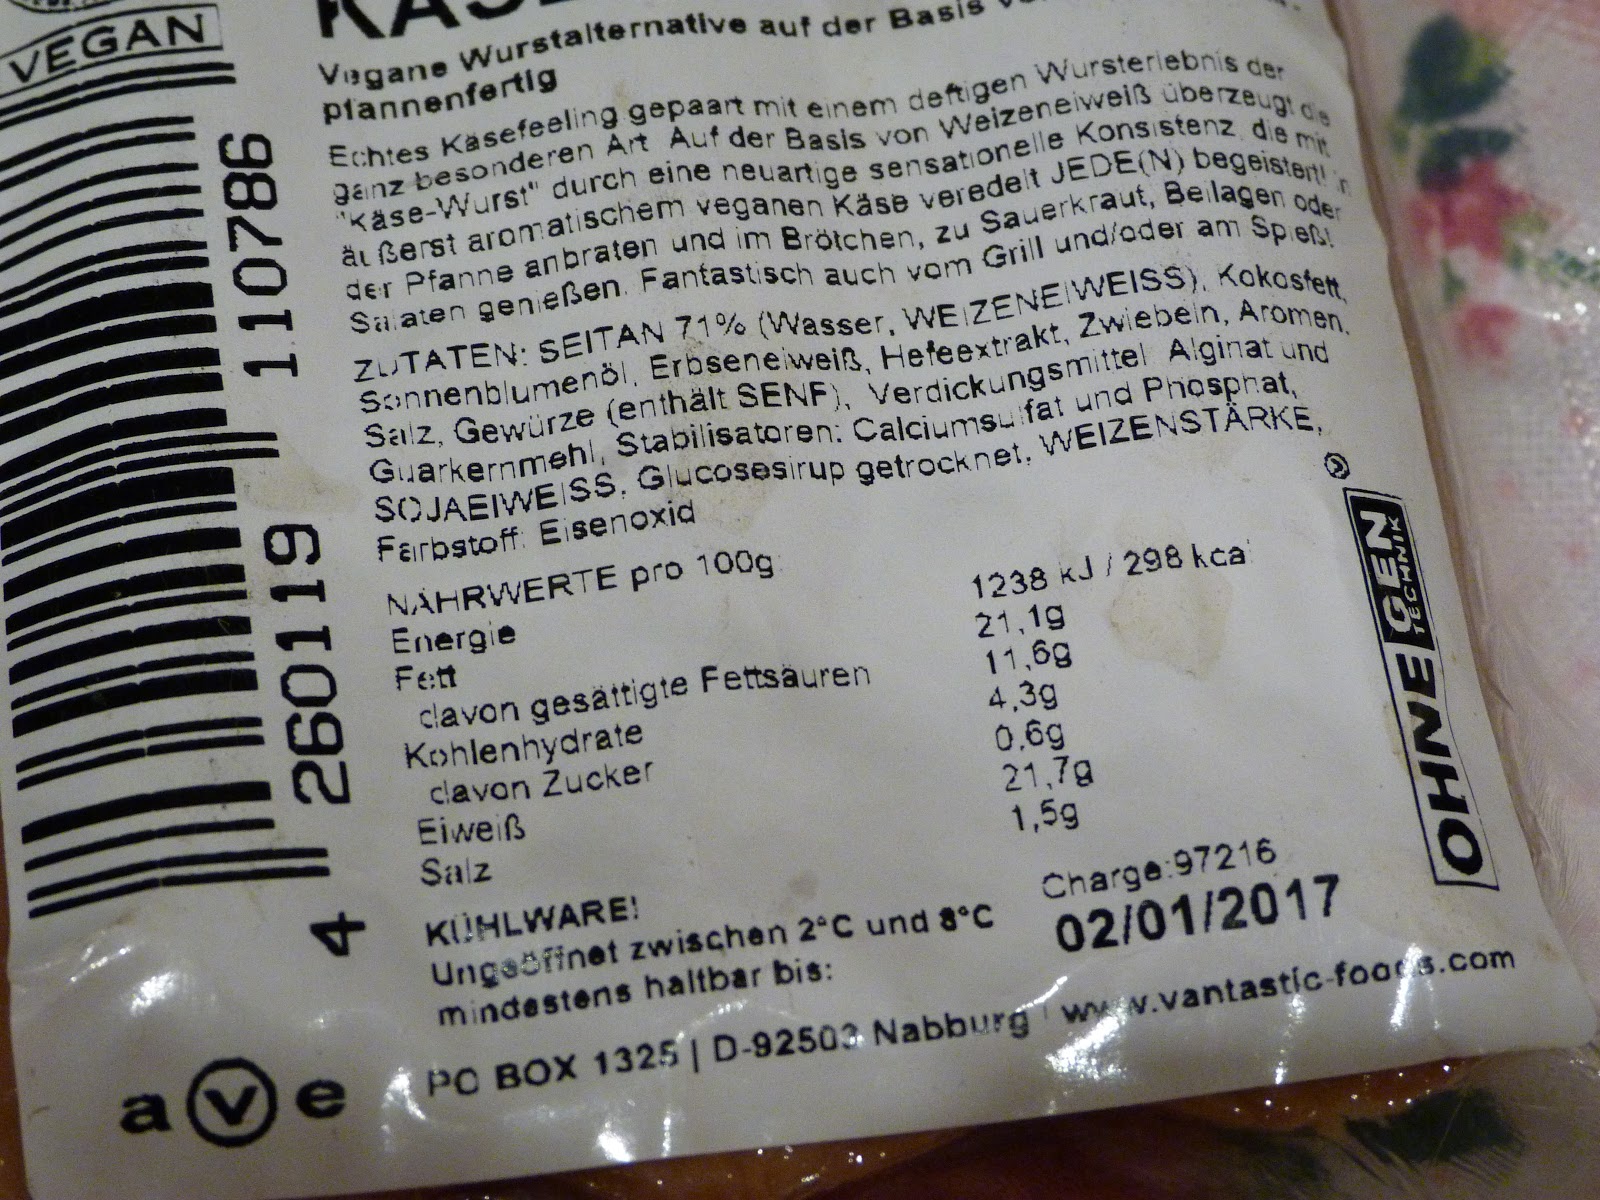 VEGAN
Vegane Wurstalternative auf der Basis
pfannenfertig
Echtes Käsefeeling gepaart mit einem deftigen Wursterlebnis der
ganz besonderen Art. Auf der Basis von Weizeneiweiß überzeugt die
"Käse-Wurst" durch eine neuartige sensationelle Konsistenz, die mit
äußerst aromatischem veganen Käse veredelt JEDE(N) begeistert! In
der Pfanne anbraten und im Brötchen, zu Sauerkraut, Beilagen oder
Salaten genießen. Fantastisch auch vom Grill und/oder am Spieß!
ZUTATEN: SEITAN 71% (Wasser, WEIZENEIWEISS), Kokosfett,
Sonnenblumenöl, Erbseneiweiß, Hefeextrakt, Zwiebeln, Aromen,
Salz, Gewürze (enthält SENF), Verdickungsmittel: Alginat und
Guarkernmehl, Stabilisatoren: Calciumsulfat und Phosphat,
SOJAEIWEISS, Glucosesirup getrocknet, WEIZENSTÄRKE,
Farbstoff: Eisenoxid
NÄHRWERTE pro 100g:
Energie 1238 kJ / 298 kcal
Fett 21,1g
davon gesättigte Fettsäuren 11,6g
Kohlenhydrate 4,3g
davon Zucker 0,6g
Eiweiß 21,7g
Salz 1,5g
KÜHLWARE!
Ungeöffnet zwischen 2°C und 8°C
mindestens haltbar bis:
Charge:97216
02/01/2017
PO BOX 1325 | D-92503 Nabburg | www.vantastic-foods.com
ave
4 260119 110786
OHNE GEN TECHNIK